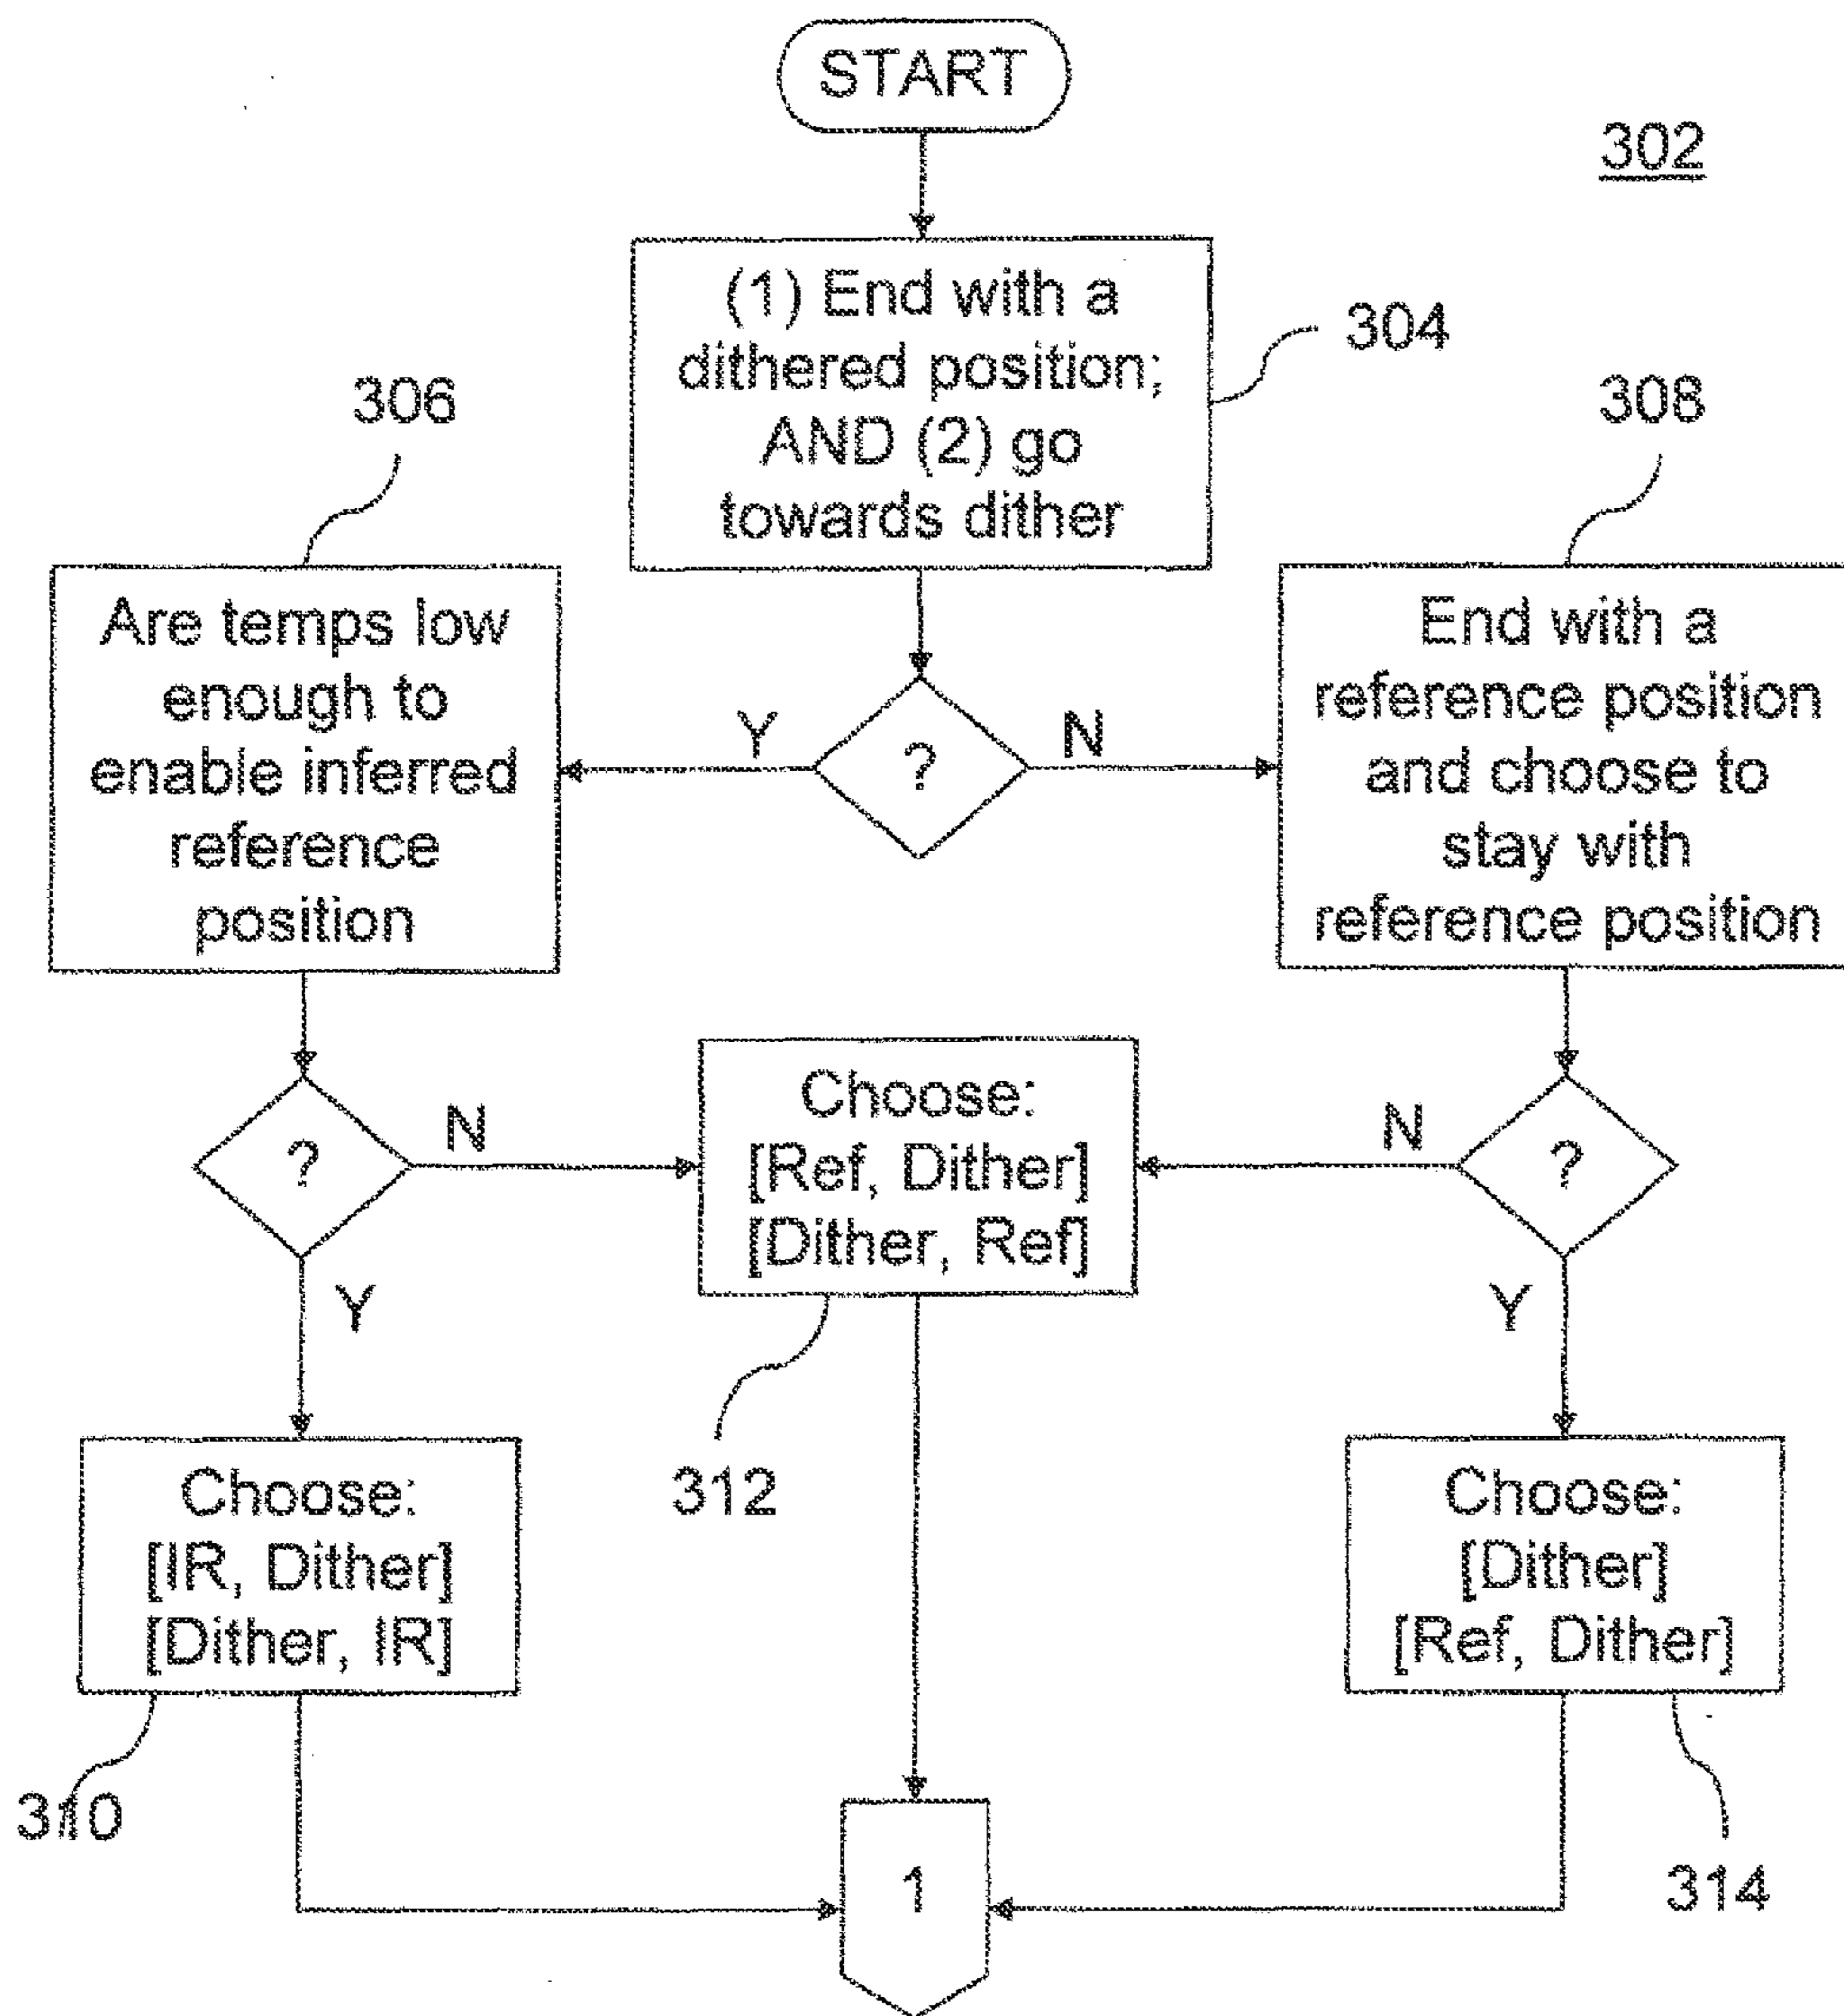 START
302
(1) End with a
dithered position;
AND (2) go
towards dither
304
306
308
Are temps low
enough to
enable inferred
reference
position
Y
?
N
End with a
reference position
and choose to
stay with
reference position
?
N
Y
Choose:
[Ref, Dither]
[Dither, Ref]
312
N
?
Y
Choose:
[IR, Dither]
[Dither, IR]
310
Choose:
[Dither]
[Ref, Dither]
314
1